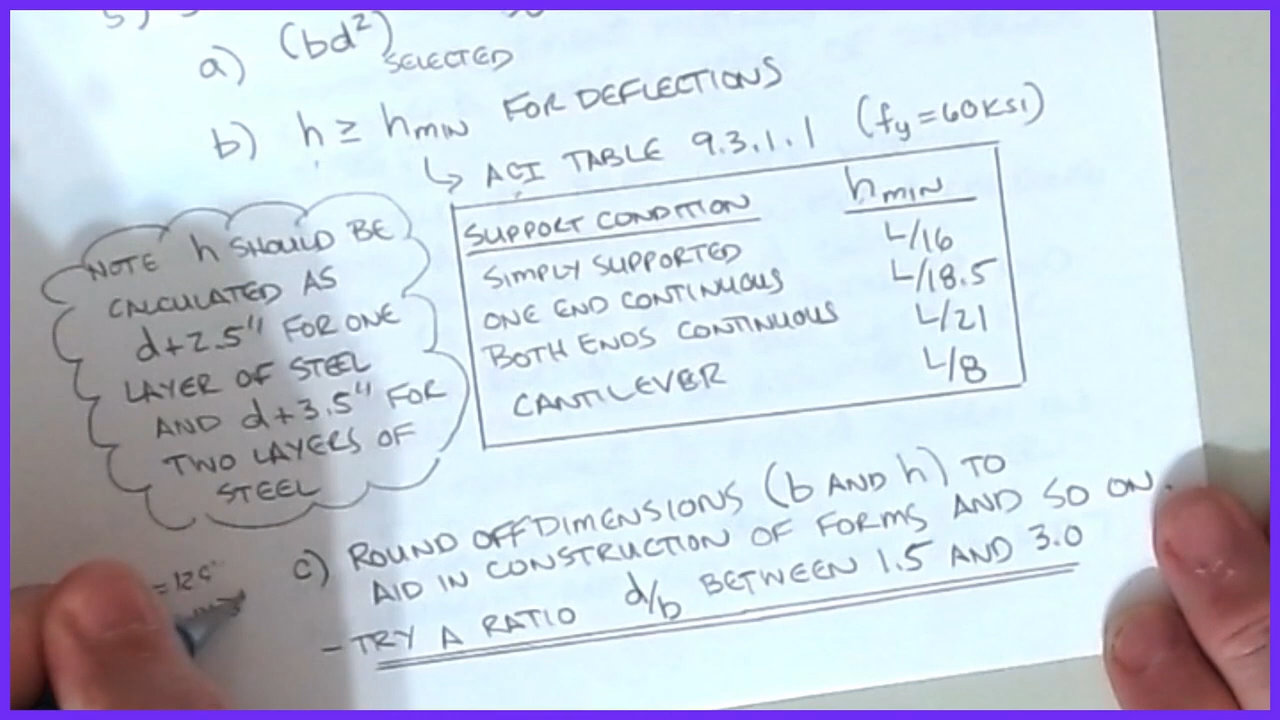 a) (bd²) SELECTED
b) h ≥ hMIN FOR DEFLECTIONS
↳ ACI TABLE 9.3.1.1 (fy = 60KSI)
SUPPORT CONDITION hMIN
SIMPLY SUPPORTED L/16
ONE END CONTINUOUS L/18.5
BOTH ENDS CONTINUOUS L/21
CANTILEVER L/8
NOTE h SHOULD BE
CALCULATED AS
d+2.5" FOR ONE
LAYER OF STEEL
AND d+3.5" FOR
TWO LAYERS OF
STEEL
c) ROUND OFF DIMENSIONS (b AND h) TO
AID IN CONSTRUCTION OF FORMS AND SO ON.
- TRY A RATIO d/b BETWEEN 1.5 AND 3.0